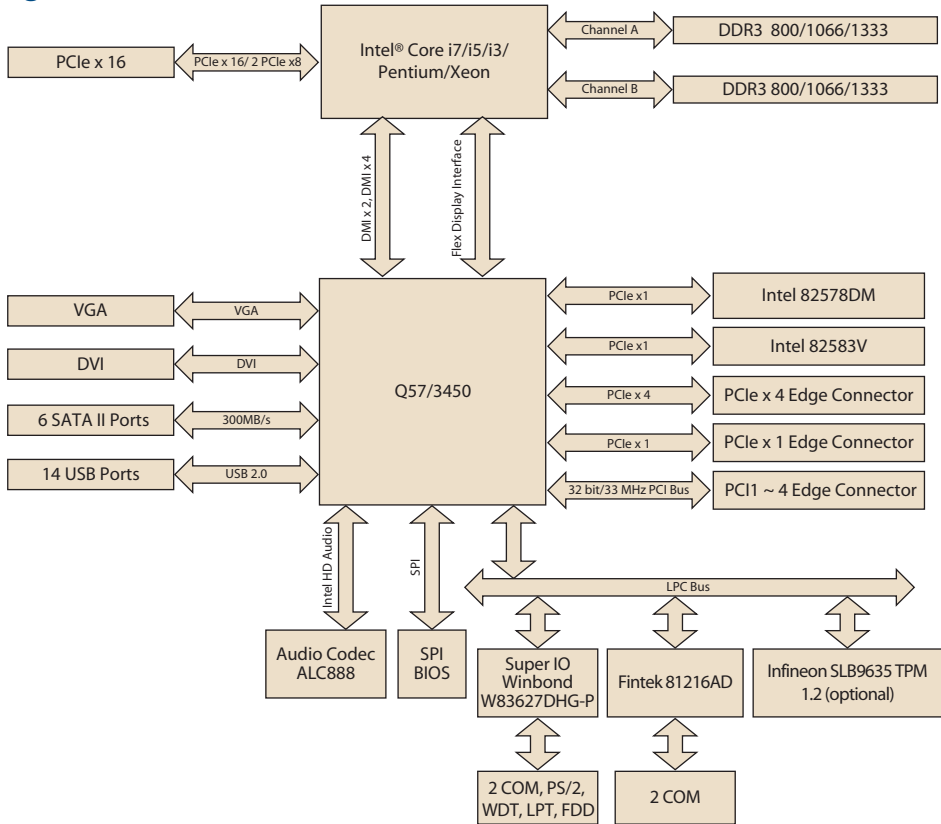 Intel® Core i7/i5/i3/
Pentium/Xeon
Channel A
DDR3 800/1066/1333
PCIe x 16
PCIe x 16/ 2 PCIe x8
Channel B
DDR3 800/1066/1333
DMI x 2, DMI x 4
Flex Display Interface
VGA
VGA
DVI
DVI
6 SATA II Ports
300MB/s
14 USB Ports
USB 2.0
Q57/3450
PCIe x1
Intel 82578DM
PCIe x1
Intel 82583V
PCIe x 4
PCIe x 4 Edge Connector
PCIe x 1
PCIe x 1 Edge Connector
32 bit/33 MHz PCI Bus
PCI1 ~ 4 Edge Connector
Intel HD Audio
SPI
LPC Bus
Audio Codec
ALC888
SPI
BIOS
Super IO
Winbond
W83627DHG-P
Fintek 81216AD
Infineon SLB9635 TPM
1.2 (optional)
2 COM, PS/2,
WDT, LPT, FDD
2 COM